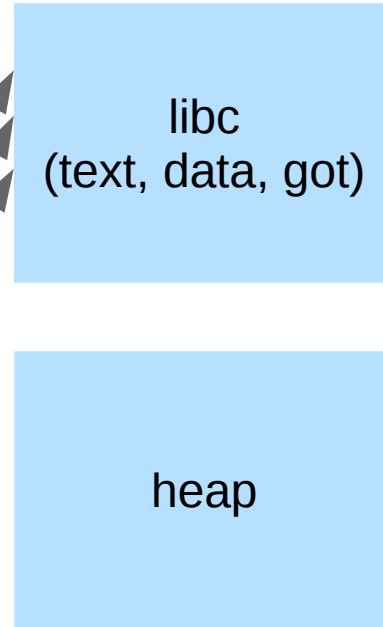 libc
(text, data, got)
heap